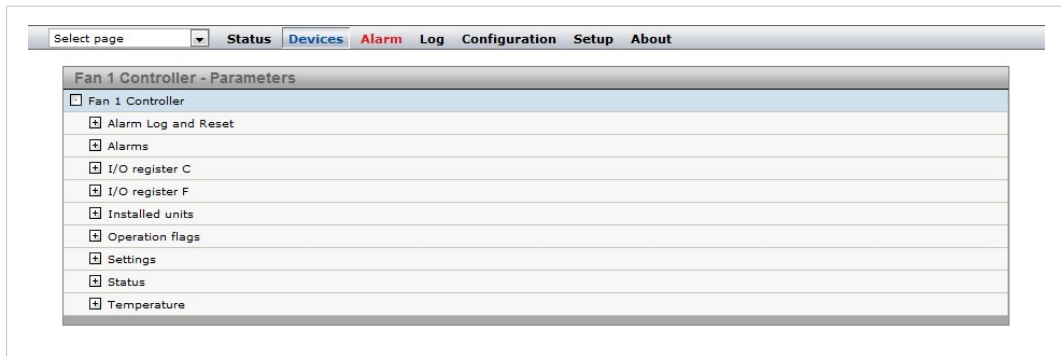 Select page Status Devices Alarm Log Configuration Setup About
Fan 1 Controller - Parameters
Fan 1 Controller
Alarm Log and Reset
Alarms
I/O register C
I/O register F
Installed units
Operation flags
Settings
Status
Temperature